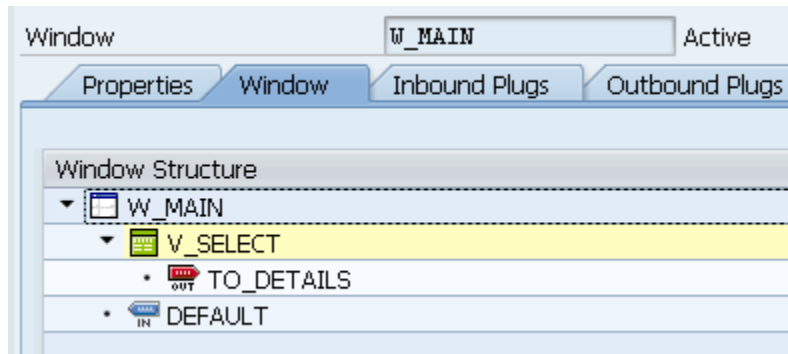 Window W_MAIN Active
Properties Window Inbound Plugs Outbound Plugs
Window Structure
W_MAIN
V_SELECT
OUT TO_DETAILS
IN DEFAULT